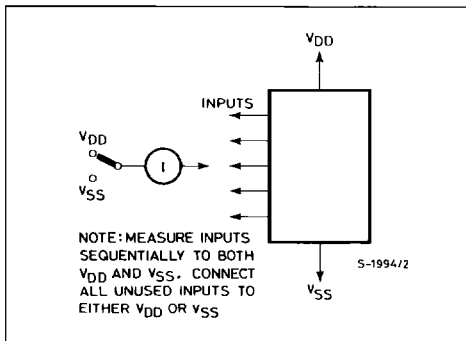 VDD
INPUTS
VDD
I
VSS
NOTE: MEASURE INPUTS
SEQUENTIALLY TO BOTH
VDD AND VSS. CONNECT
ALL UNUSED INPUTS TO
EITHER VDD OR VSS
S-1994/2
VSS